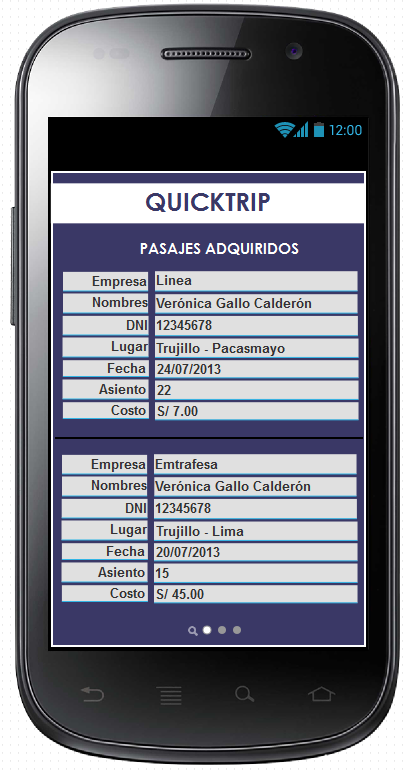 12:00
QUICKTRIP
PASAJES ADQUIRIDOS
Empresa Linea
Nombres Verónica Gallo Calderón
DNI 12345678
Lugar Trujillo - Pacasmayo
Fecha 24/07/2013
Asiento 22
Costo S/ 7.00
Empresa Emtrafesa
Nombres Verónica Gallo Calderón
DNI 12345678
Lugar Trujillo - Lima
Fecha 20/07/2013
Asiento 15
Costo S/ 45.00